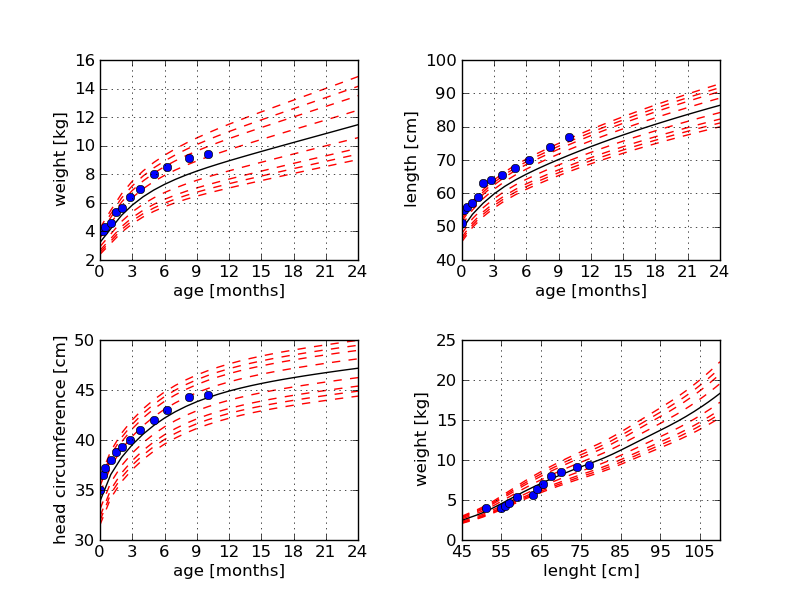 16
14
12
10
8
6
4
2
weight [kg]
0 3 6 9 12 15 18 21 24
age [months]
100
90
80
70
60
50
40
length [cm]
0 3 6 9 12 15 18 21 24
age [months]
50
45
40
35
30
head circumference [cm]
0 3 6 9 12 15 18 21 24
age [months]
25
20
15
10
5
0
weight [kg]
45 55 65 75 85 95 105
lenght [cm]